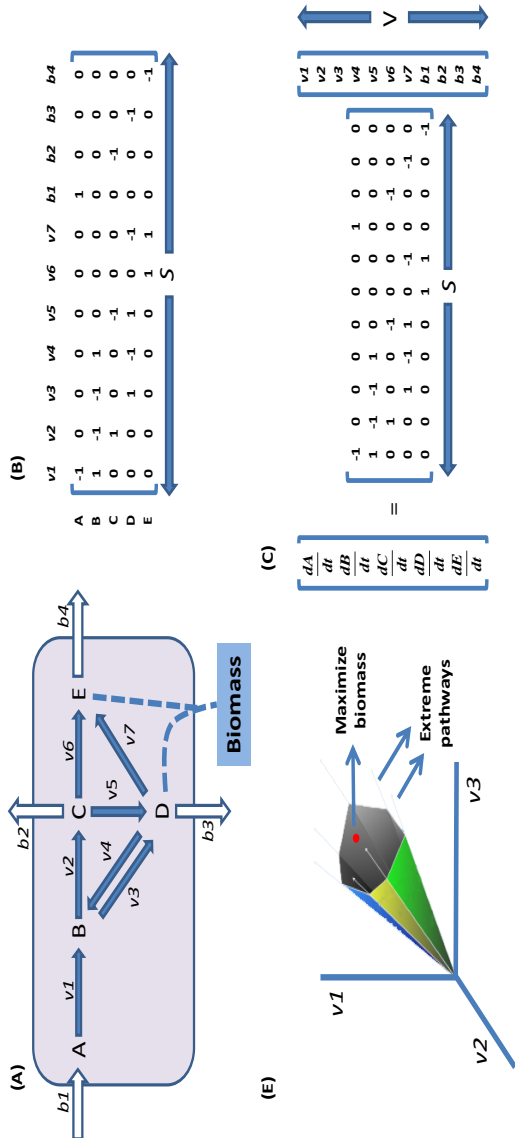 (A)
b1
A
v1
B
v2
C
v6
E
b4
b2
v3
v4
v5
v7
D
b3
Biomass
(B)
v1 v2 v3 v4 v5 v6 v7 b1 b2 b3 b4
A -1 0 0 0 0 0 0 1 0 0 0
B 1 -1 -1 1 0 0 0 0 0 0 0
C 0 1 0 0 -1 0 0 0 -1 0 0
D 0 0 1 -1 1 0 -1 0 0 -1 0
E 0 0 0 0 0 1 1 0 0 0 -1
S
(E)
v1
v2
v3
Maximize
biomass
Extreme
pathways
(C)
dA
dt
dB
dt
dC
dt
dD
dt
dE
dt
=
-1 0 0 0 0 0 0 1 0 0 0
1 -1 -1 1 0 0 0 0 0 0 0
0 1 0 0 -1 0 0 0 -1 0 0
0 0 1 -1 1 0 -1 0 0 -1 0
0 0 0 0 0 1 1 0 0 0 -1
S
v1
v2
v3
v4
v5
v6
v7
b1
b2
b3
b4
V